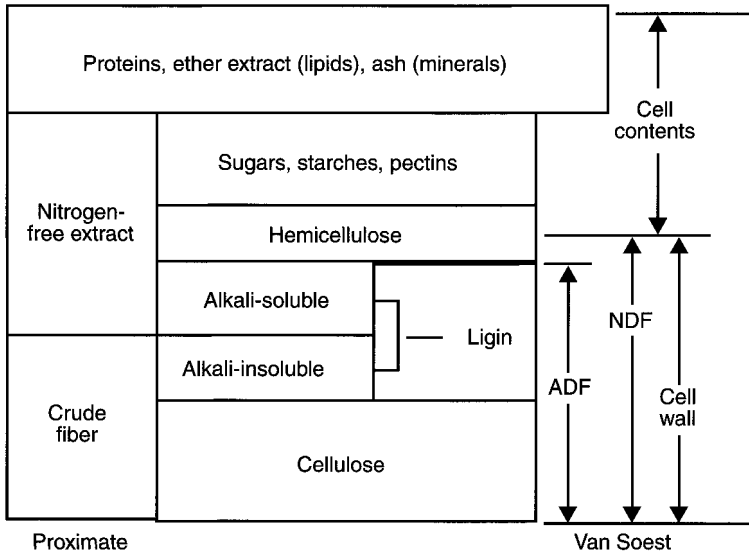 Proteins, ether extract (lipids), ash (minerals)
Cell
contents
Sugars, starches, pectins
Nitrogen-
free extract
Hemicellulose
Alkali-soluble
Ligin
NDF
Alkali-insoluble
ADF
Cell
wall
Crude
fiber
Cellulose
Proximate
Van Soest